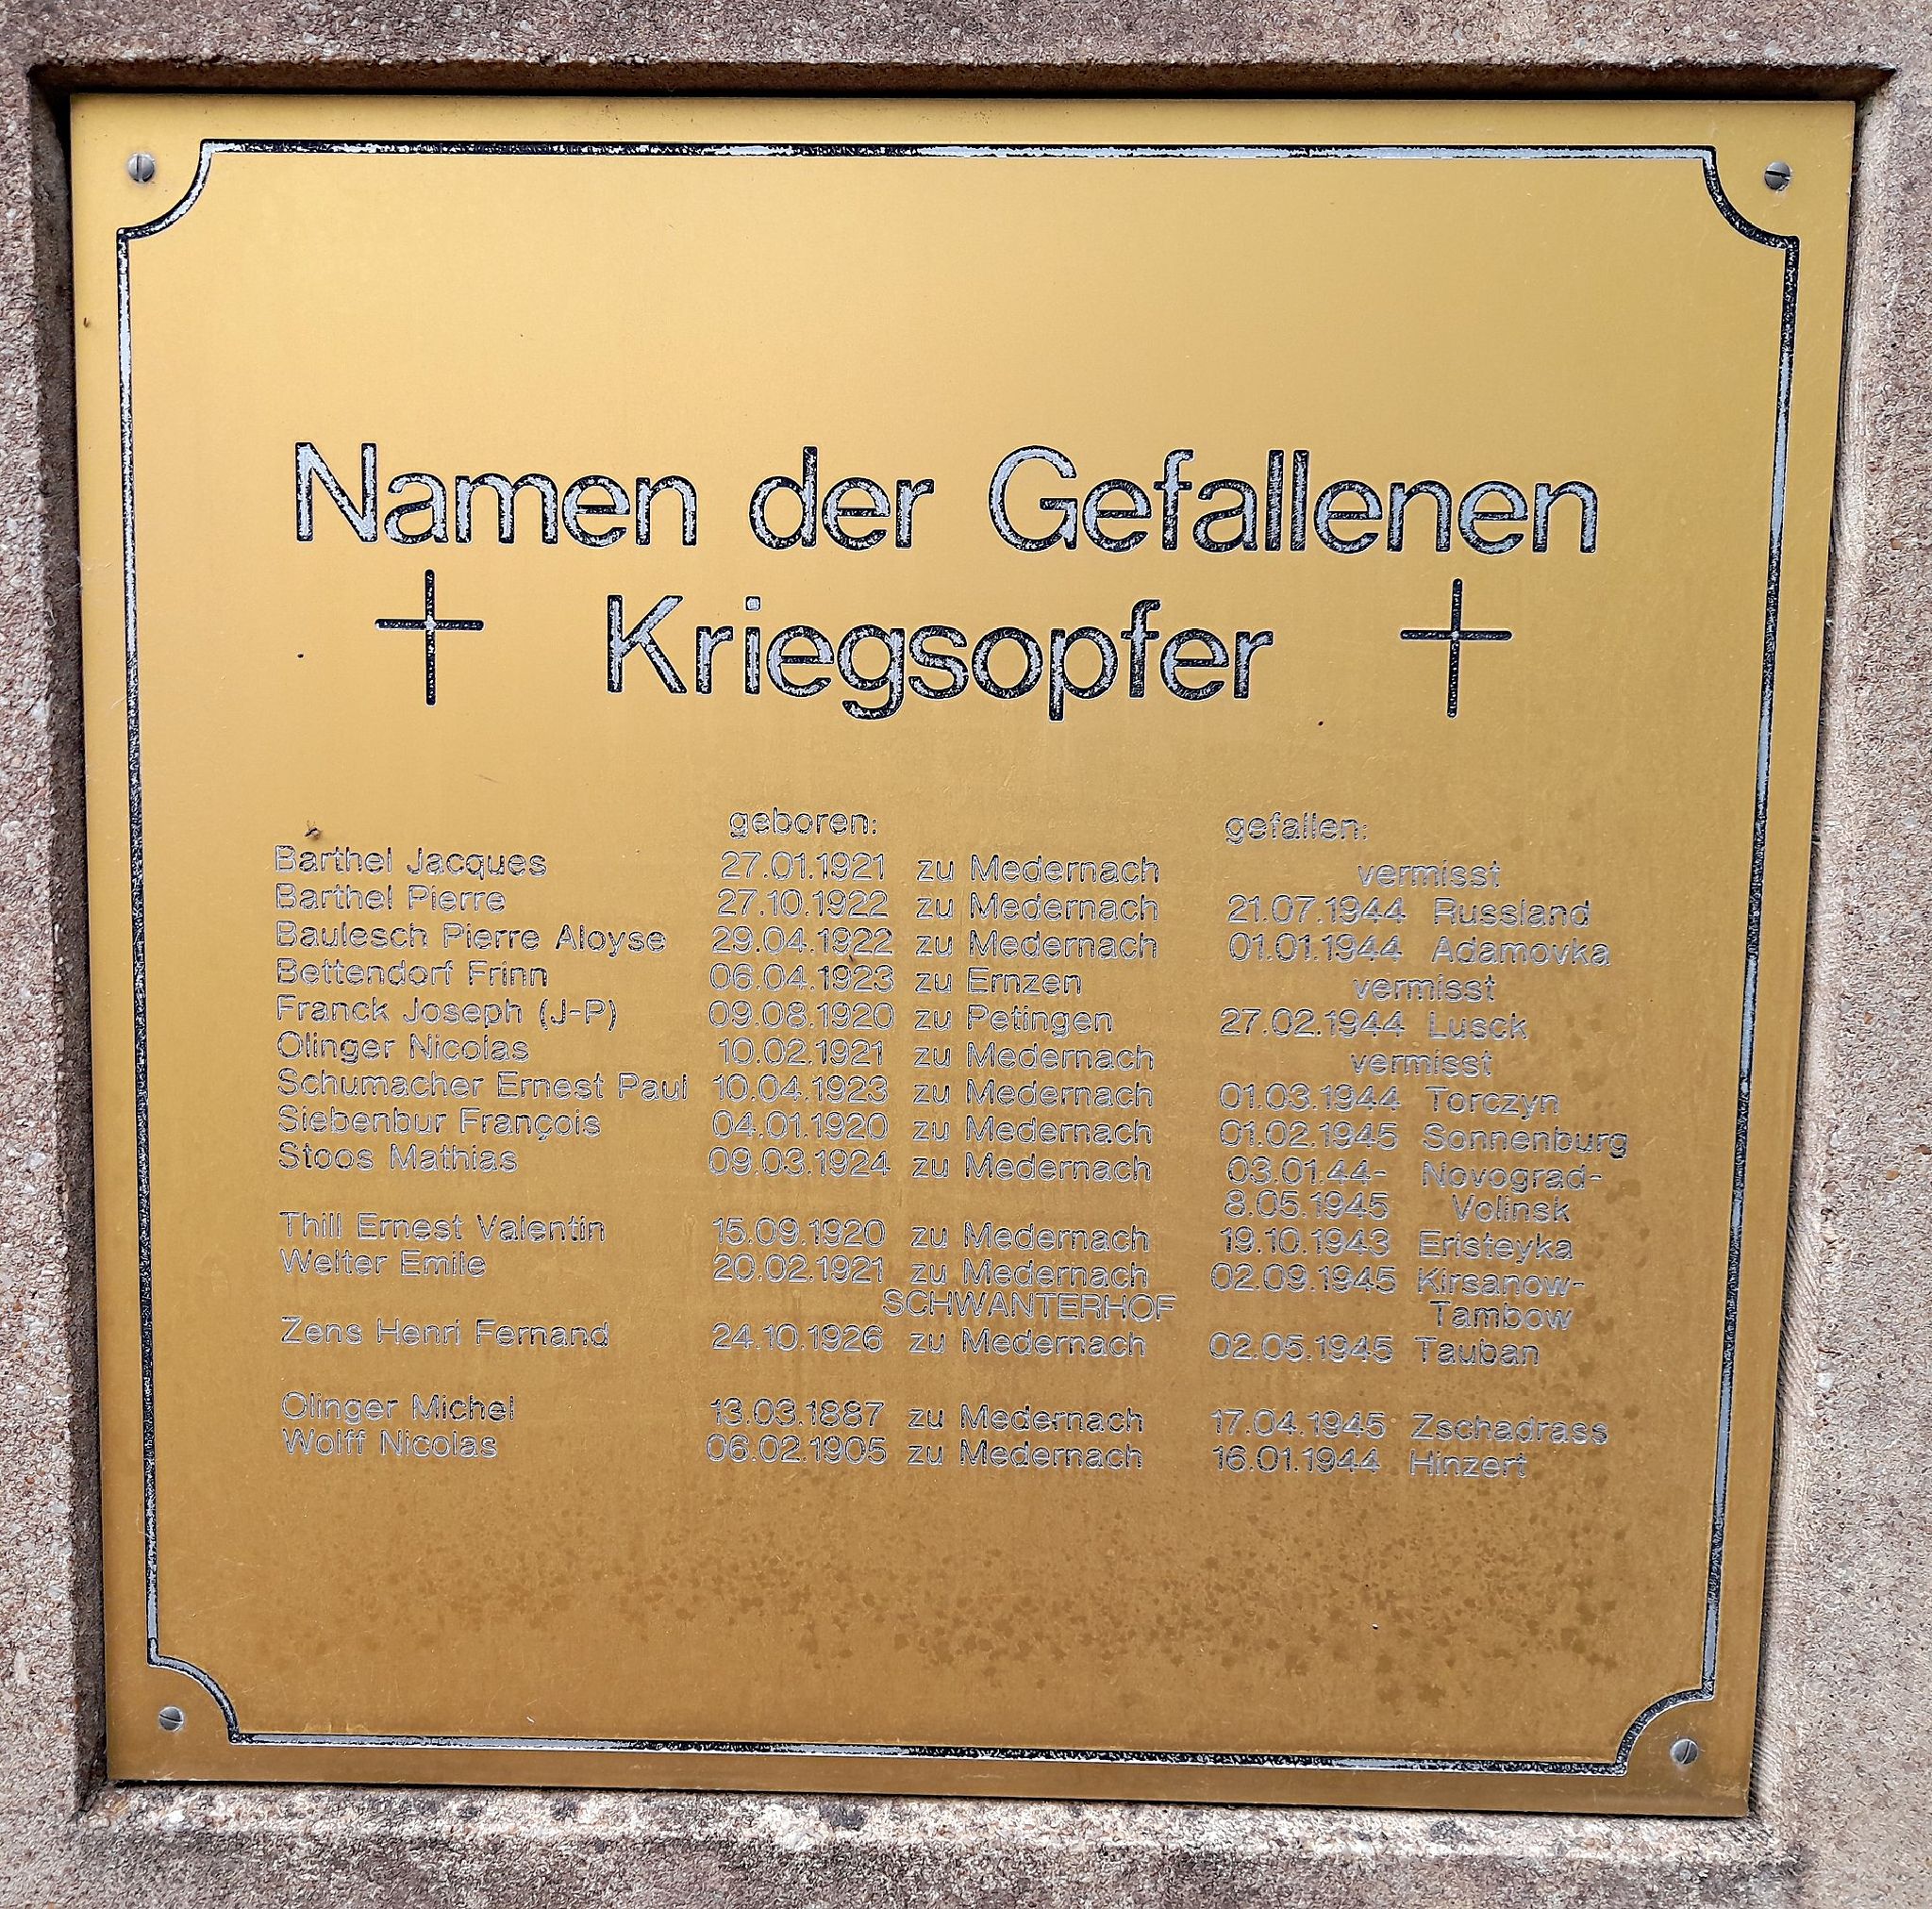 Namen der Gefallenen
Kriegsopfer
geboren: gefallen:
Barthel Jacques 27.01.1921 zu Medernach vermisst
Barthel Pierre 27.10.1922 zu Medernach 21.07.1944 Russland
Baulesch Pierre Aloyse 29.04.1922 zu Medernach 01.01.1944 Adamovka
Bettendorf Frinn 06.04.1923 zu Ernzen vermisst
Franck Joseph (J-P) 09.08.1920 zu Petingen 27.02.1944 Lusck
Olinger Nicolas 10.02.1921 zu Medernach vermisst
Schumacher Ernest Paul 10.04.1923 zu Medernach 01.03.1944 Torczyn
Siebenbur François 04.01.1920 zu Medernach 01.02.1945 Sonnenburg
Stoos Mathias 09.03.1924 zu Medernach 03.01.44- Novograd-
8.05.1945 Volinsk
Thill Ernest Valentin 15.09.1920 zu Medernach 19.10.1943 Eristeyka
Welter Emile 20.02.1921 zu Medernach 02.09.1945 Kirsanow-
SCHWANTERHOF Tambow
Zens Henri Fernand 24.10.1926 zu Medernach 02.05.1945 Tauban
Olinger Michel 13.03.1887 zu Medernach 17.04.1945 Zschadrass
Wolff Nicolas 06.02.1905 zu Medernach 16.01.1944 Hinzert